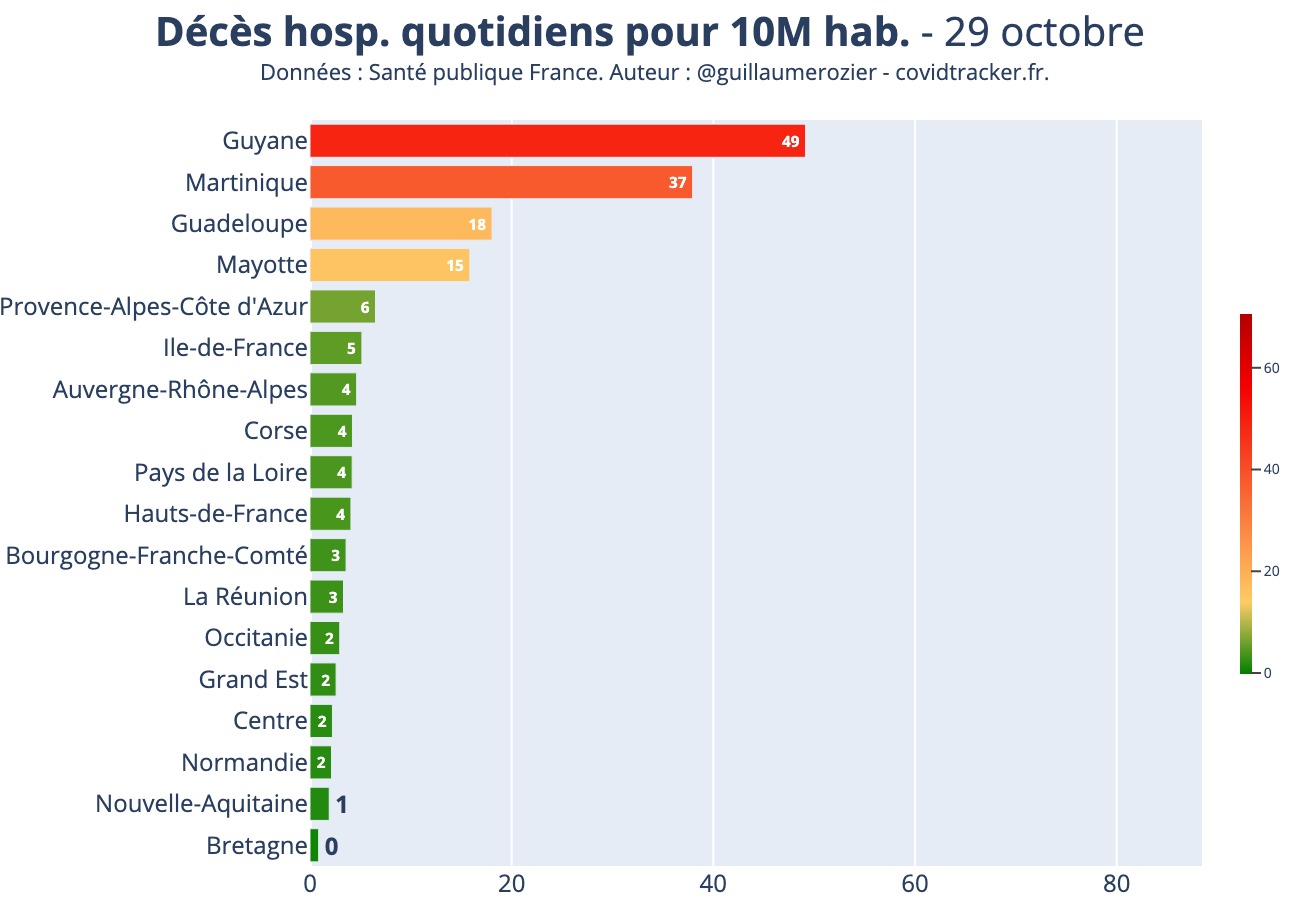 Décès hosp. quotidiens pour 10M hab. - 29 octobre
Données : Santé publique France. Auteur : @guillaumerozier - covidtracker.fr.
Guyane 49
Martinique 37
Guadeloupe 18
Mayotte 15
Provence-Alpes-Côte d'Azur 6
Ile-de-France 5
Auvergne-Rhône-Alpes 4
Corse 4
Pays de la Loire 4
Hauts-de-France 4
Bourgogne-Franche-Comté 3
La Réunion 3
Occitanie 2
Grand Est 2
Centre 2
Normandie 2
Nouvelle-Aquitaine 1
Bretagne 0
0 20 40 60 80
60
40
20
0